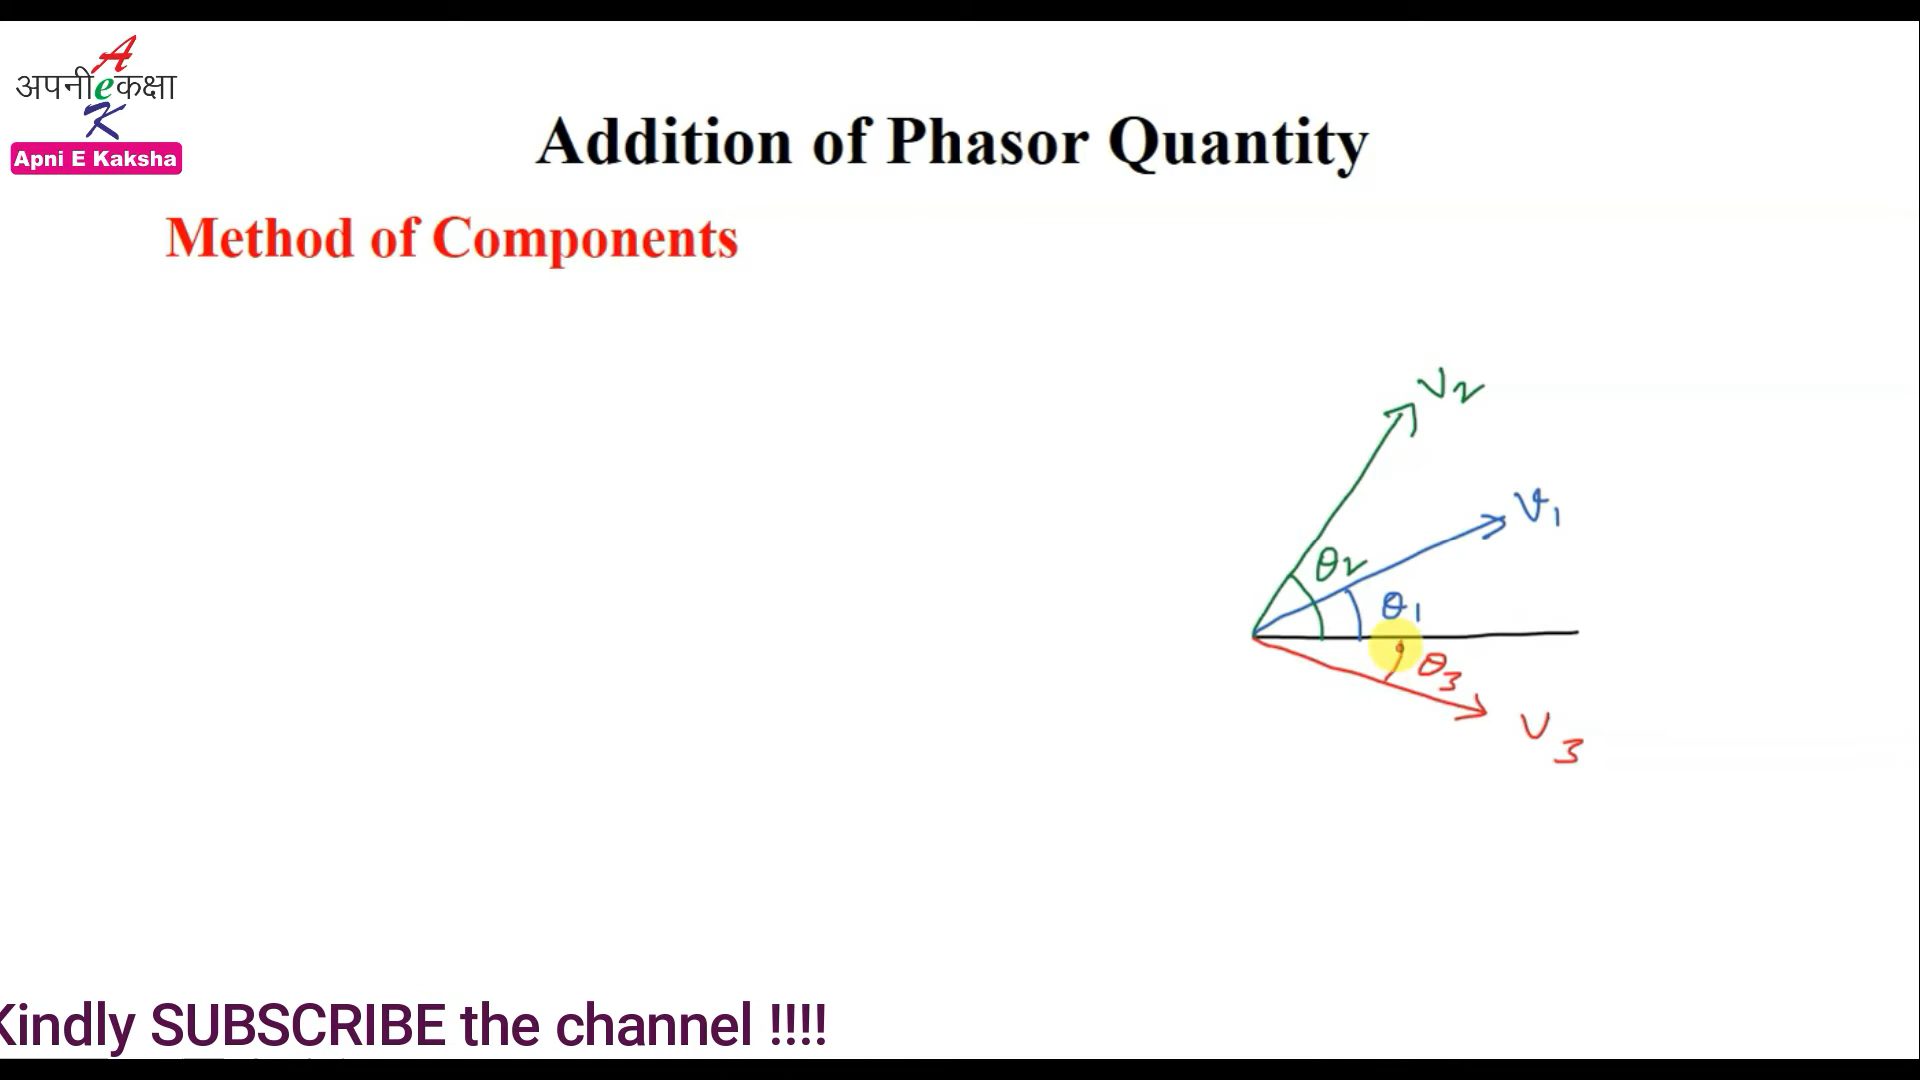 A
अपनीeकक्षा
K
Apni E Kaksha
Addition of Phasor Quantity
Method of Components
V2
V1
θ2
θ1
θ3
V3
Kindly SUBSCRIBE the channel !!!!